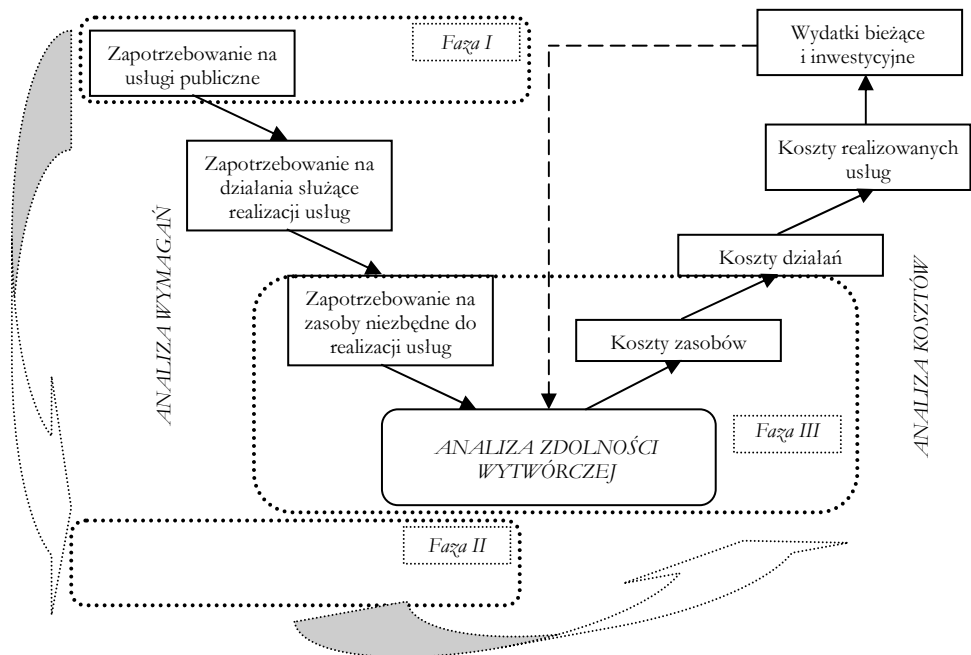 Faza I
Zapotrzebowanie na
usługi publiczne
Wydatki bieżące
i inwestycyjne
Zapotrzebowanie na
działania służące
realizacji usług
Koszty realizowanych
usług
ANALIZA WYMAGAŃ
Koszty działań
ANALIZA KOSZTÓW
Zapotrzebowanie na
zasoby niezbędne do
realizacji usług
Koszty zasobów
Faza III
ANALIZA ZDOLNOŚCI
WYTWÓRCZEJ
Faza II